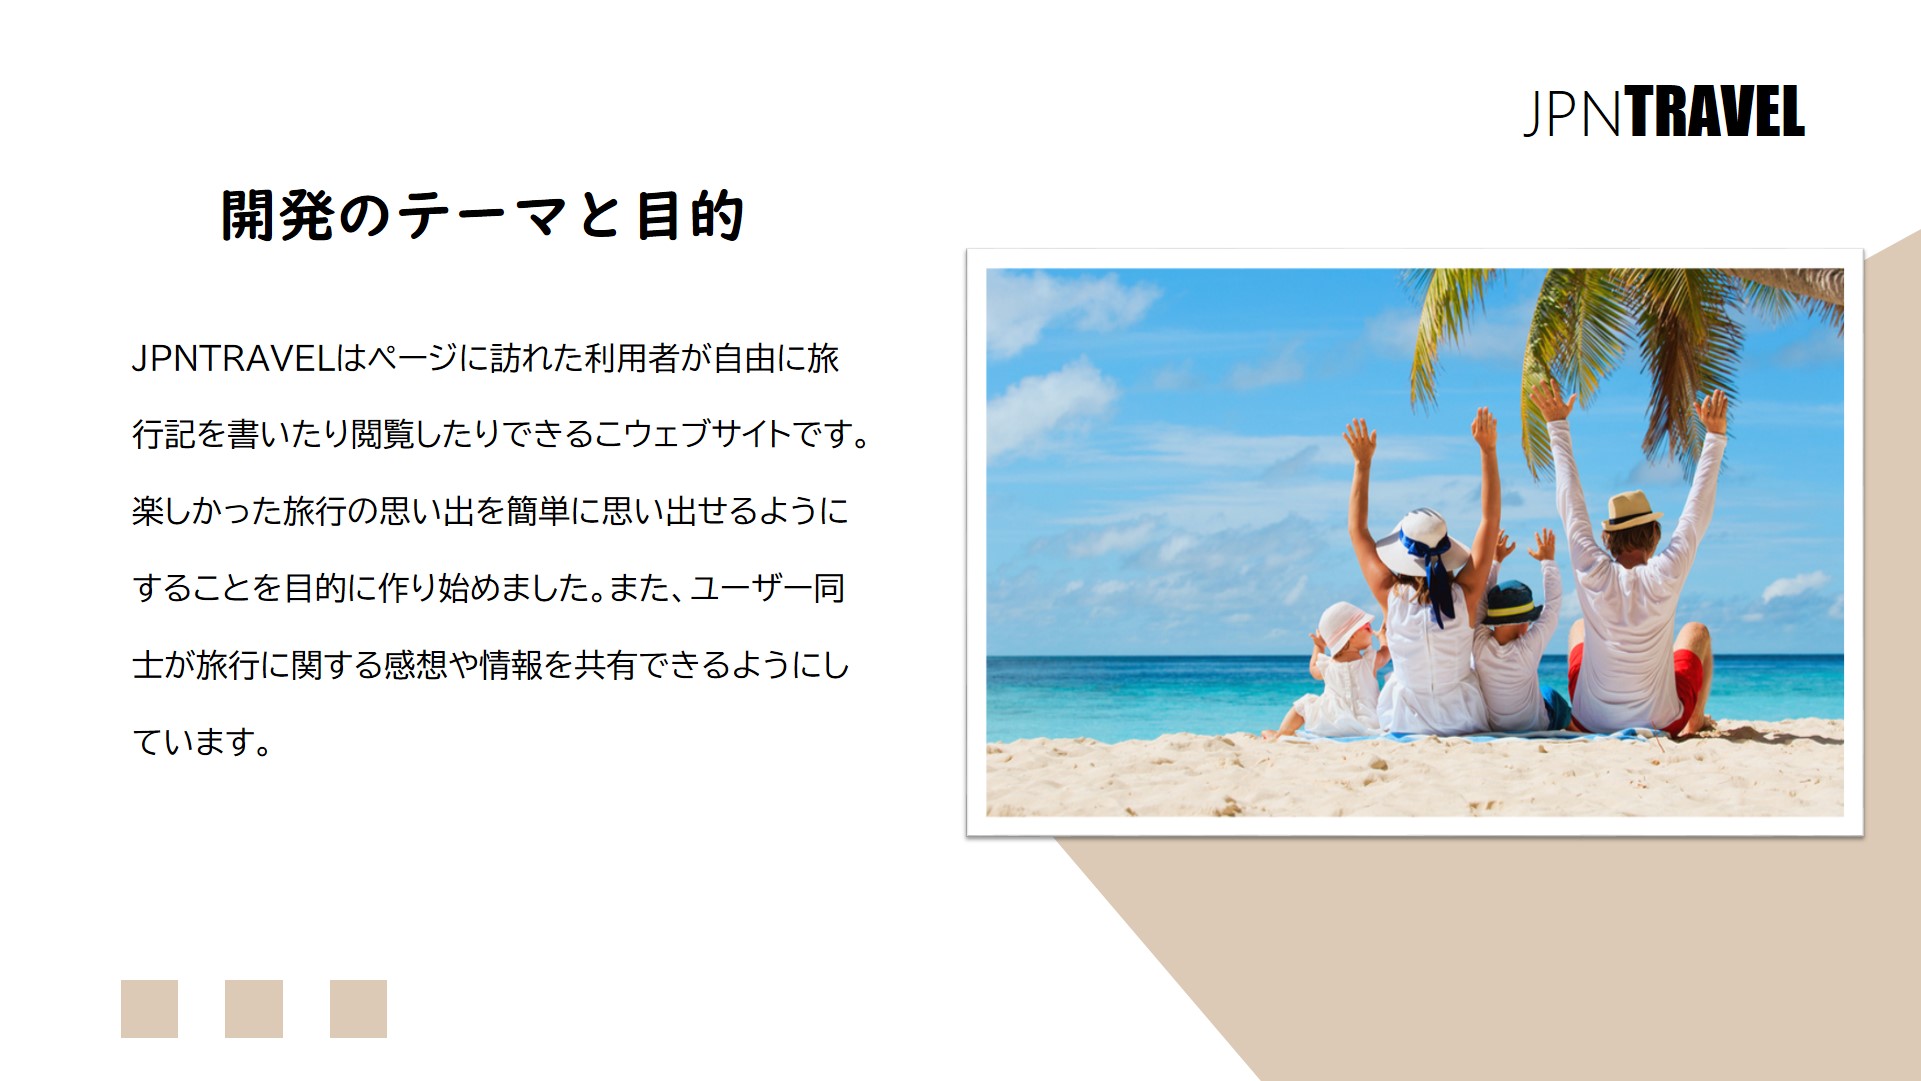 JPNTRAVEL
開発のテーマと目的
JPNTRAVELはページに訪れた利用者が自由に旅
行記を書いたり閲覧したりできるこウェブサイトです。
楽しかった旅行の思い出を簡単に思い出せるように
することを目的に作り始めました。また、ユーザー同
士が旅行に関する感想や情報を共有できるようにし
ています。